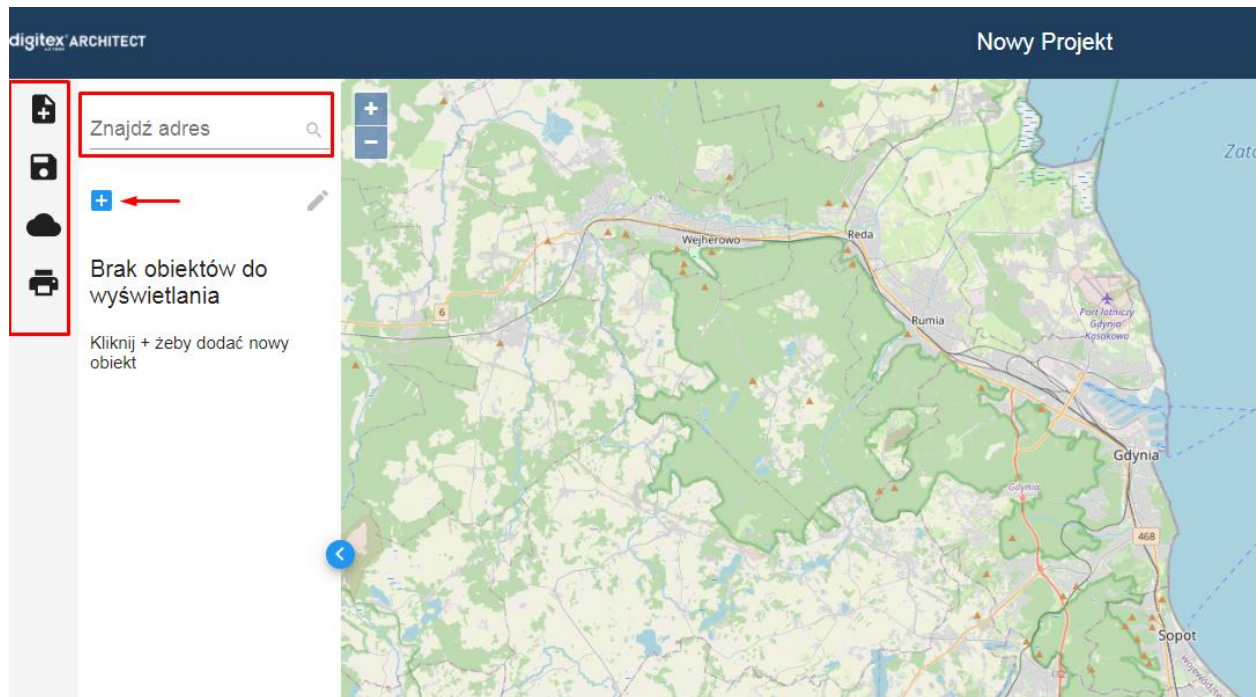 digitex ARCHITECT
Nowy Projekt
Znajdź adres
Brak obiektów do
wyświetlania
Kliknij + żeby dodać nowy
obiekt
+
−
Wejherowo
Reda
6
Rumia
Port lotniczy
Gdynia-
-Kosakowo
Gdynia
Gdynia
468
Sopot